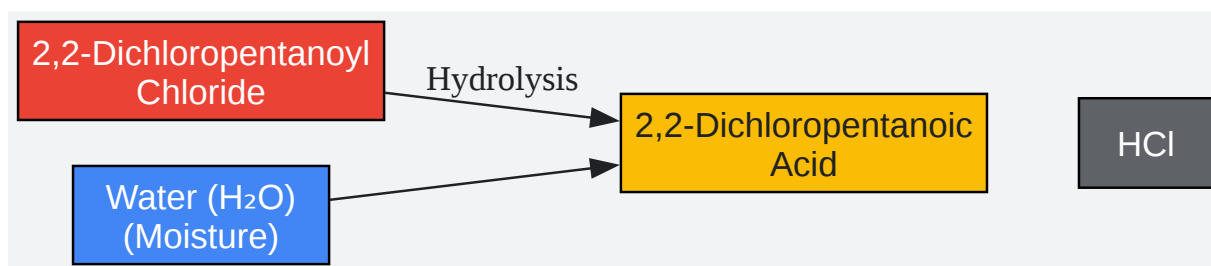 2,2-Dichloropentanoyl
Chloride
Hydrolysis
Water (H₂O)
(Moisture)
2,2-Dichloropentanoic
Acid
HCl